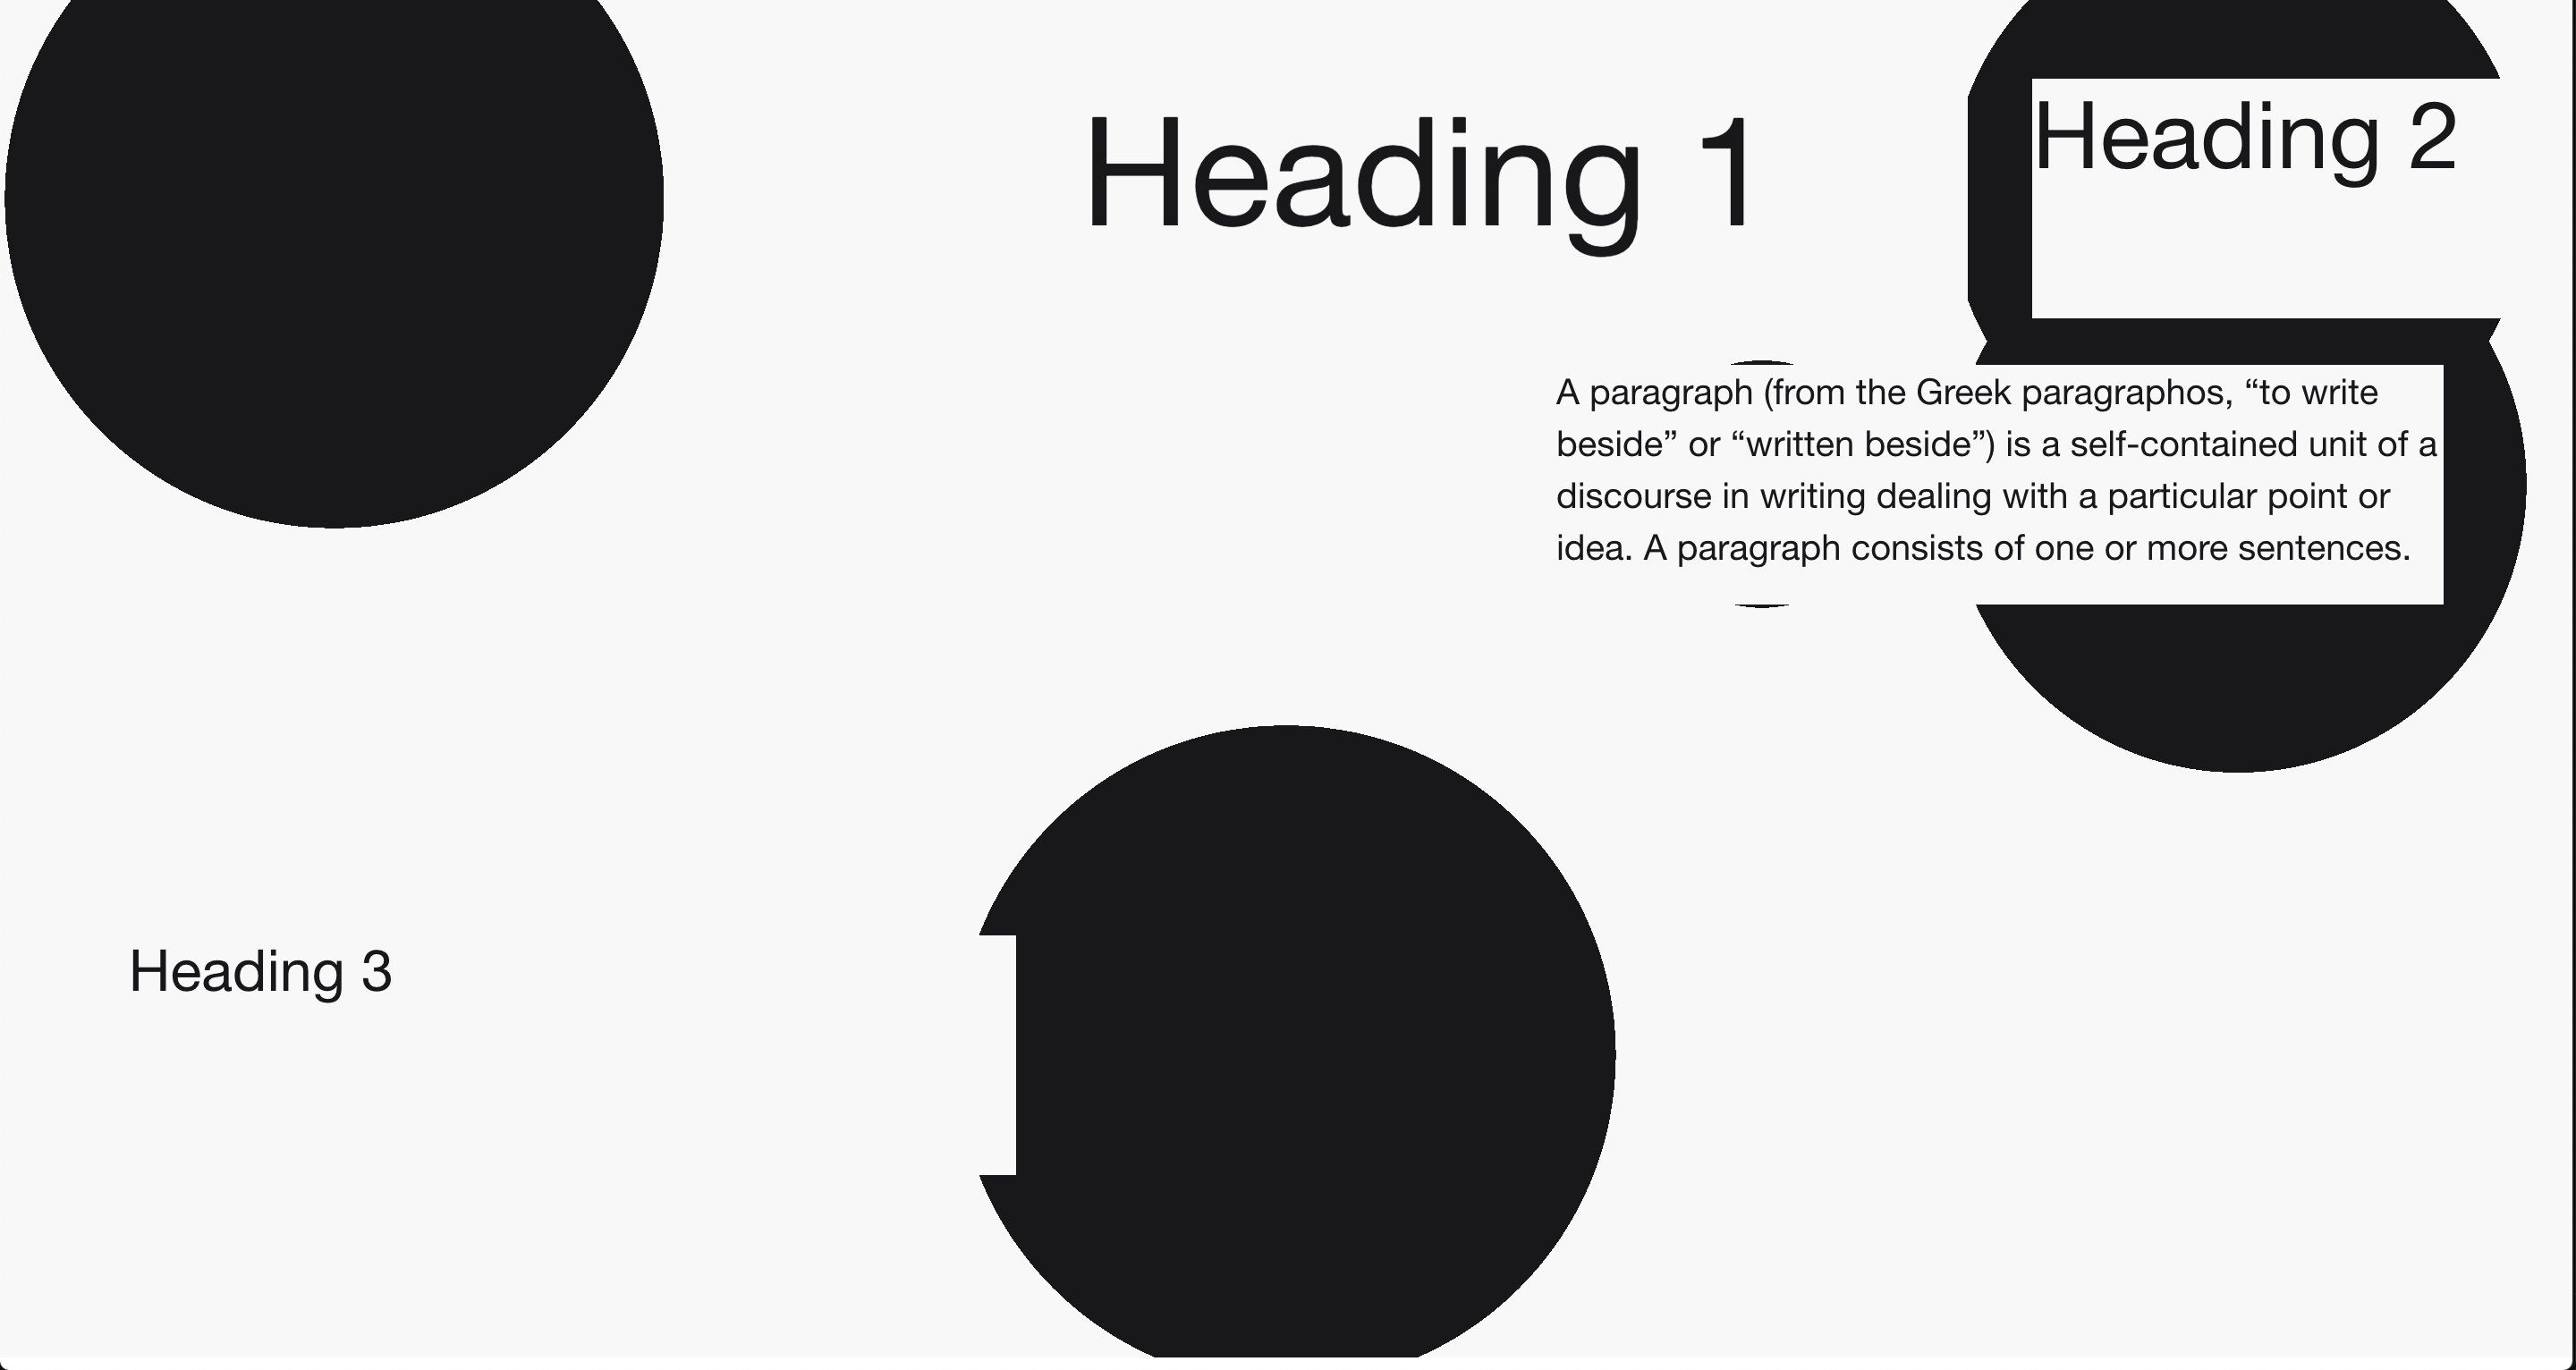 Heading 1
Heading 2
A paragraph (from the Greek paragraphos, “to write
beside” or “written beside”) is a self-contained unit of a
discourse in writing dealing with a particular point or
idea. A paragraph consists of one or more sentences.
Heading 3